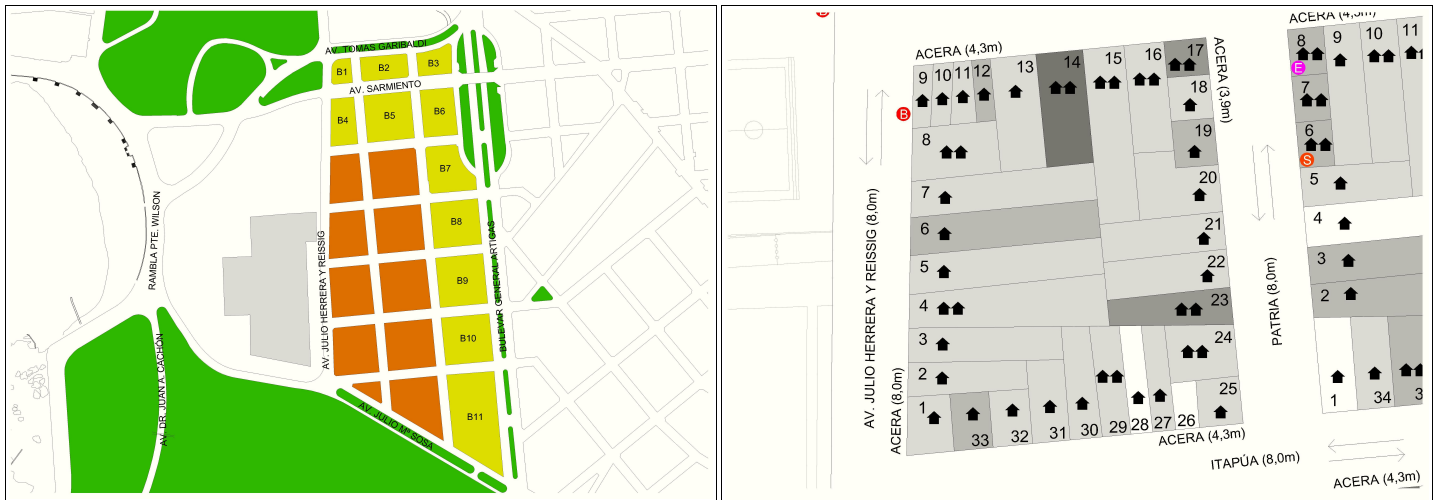 AV. TOMAS GARIBALDI
B1
B2
B3
AV. SARMIENTO
B4
B5
B6
B7
B8
B9
B10
B11
RAMBLA PTE. WILSON
AV. JULIO HERRERA Y REISSIG
BULEVAR GENERAL ARTIGAS
AV. DR. JUAN A. CACHÓN
AV. JULIO Mª SOSA
B
ACERA (4,3m)
9
10
11
12
13
14
15
16
17
18
19
20
21
22
23
24
25
26
27
28
29
30
31
32
33
1
2
3
4
5
6
7
8
ACERA (3,9m)
AV. JULIO HERRERA Y REISSIG (8,0m)
ACERA (8,0m)
ACERA (4,3m)
PATRIA (8,0m)
ITAPÚA (8,0m)
ACERA (4,3m)
ACERA (4,3m)
8
E
9
10
11
7
6
S
5
4
3
2
1
34
3